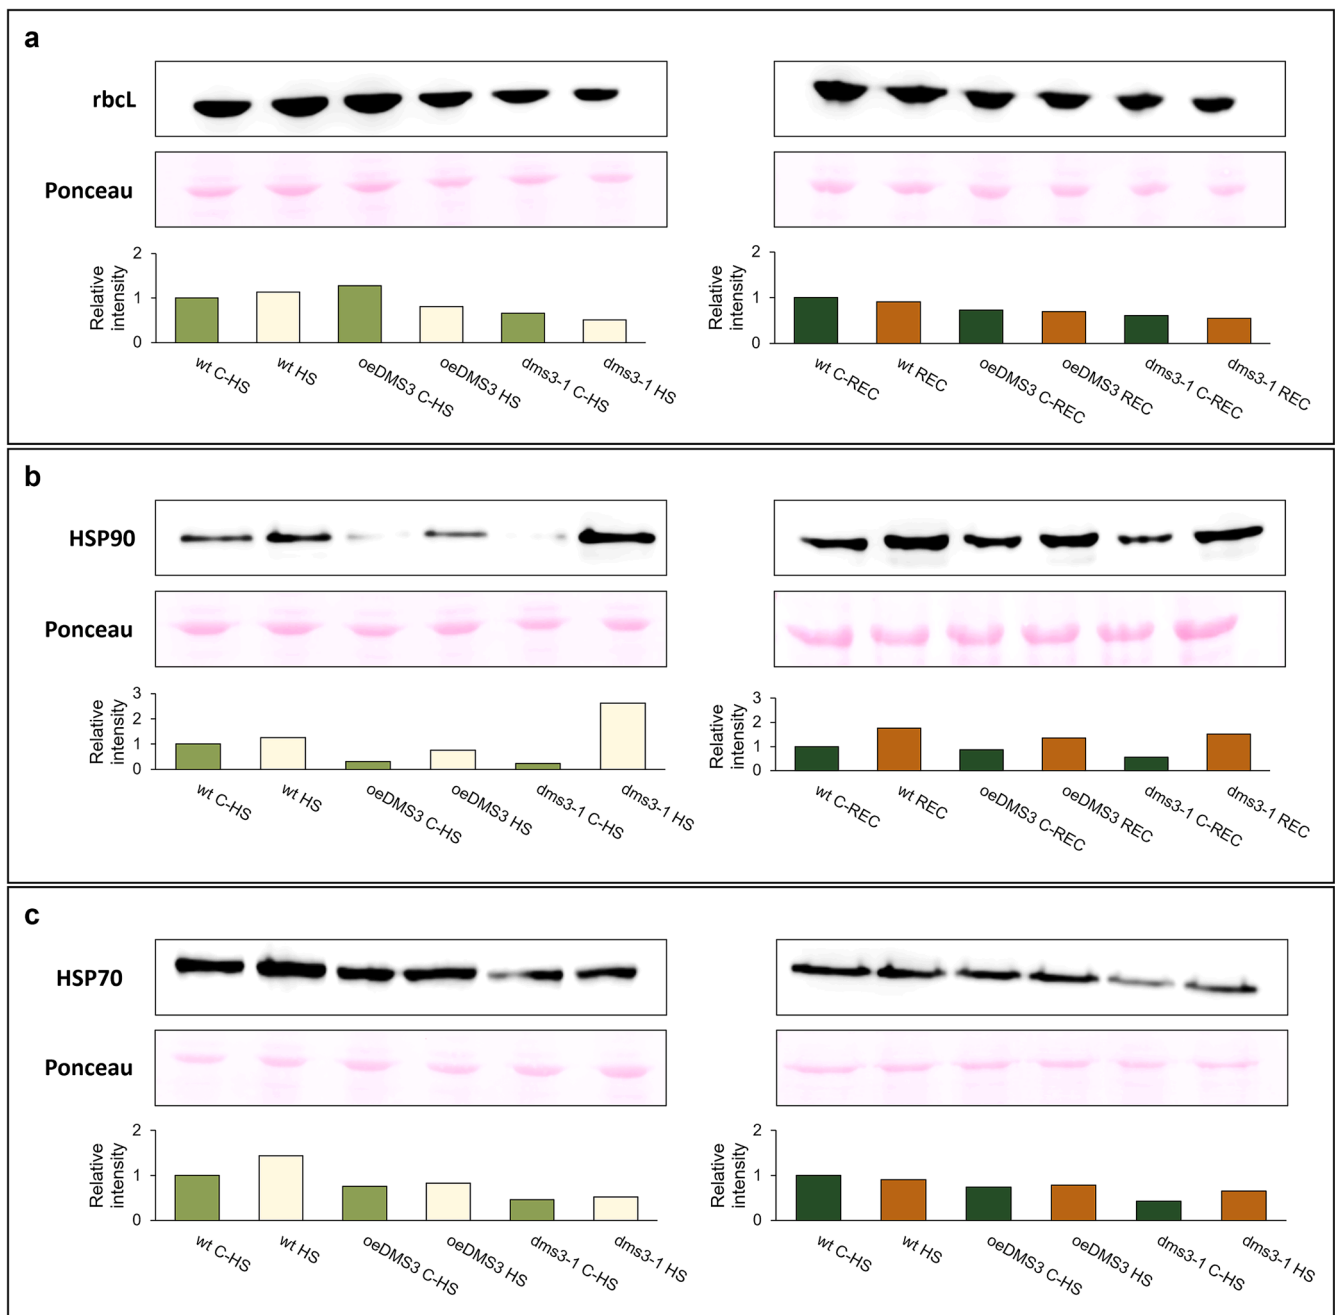 a
rbcL
Ponceau
Relative
intensity
2
1
0
wt C-HS
wt HS
oeDMS3 C-HS
oeDMS3 HS
dms3-1 C-HS
dms3-1 HS
Relative
intensity
2
1
0
wt C-REC
wt REC
oeDMS3 C-REC
oeDMS3 REC
dms3-1 C-REC
dms3-1 REC
b
HSP90
Ponceau
Relative
intensity
3
2
1
0
wt C-HS
wt HS
oeDMS3 C-HS
oeDMS3 HS
dms3-1 C-HS
dms3-1 HS
Relative
intensity
3
2
1
0
wt C-REC
wt REC
oeDMS3 C-REC
oeDMS3 REC
dms3-1 C-REC
dms3-1 REC
c
HSP70
Ponceau
Relative
intensity
2
1
0
wt C-HS
wt HS
oeDMS3 C-HS
oeDMS3 HS
dms3-1 C-HS
dms3-1 HS
Relative
intensity
2
1
0
wt C-HS
wt HS
oeDMS3 C-HS
oeDMS3 HS
dms3-1 C-HS
dms3-1 HS